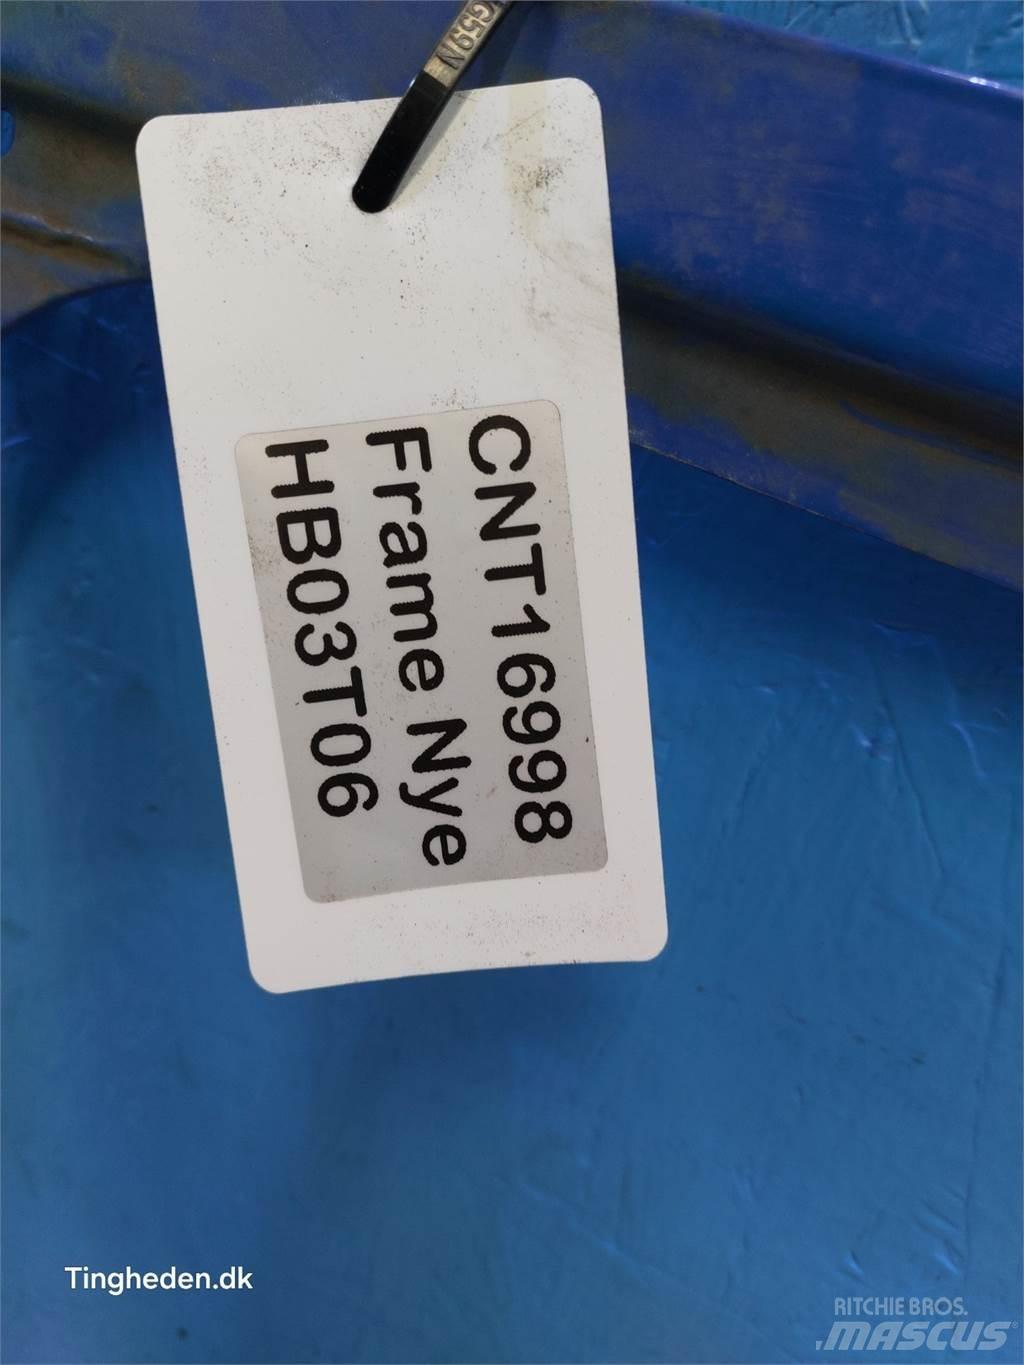 CNT16998
Frame Nye
HB03T06
Tingheden.dk
RITCHIE BROS.
MASCUS